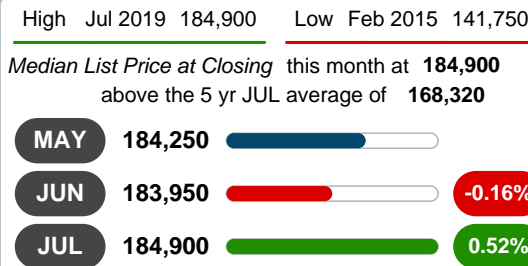 High Jul 2019 184,900 Low Feb 2015 141,750
Median List Price at Closing this month at 184,900
above the 5 yr JUL average of 168,320
MAY 184,250
JUN 183,950 -0.16%
JUL 184,900 0.52%